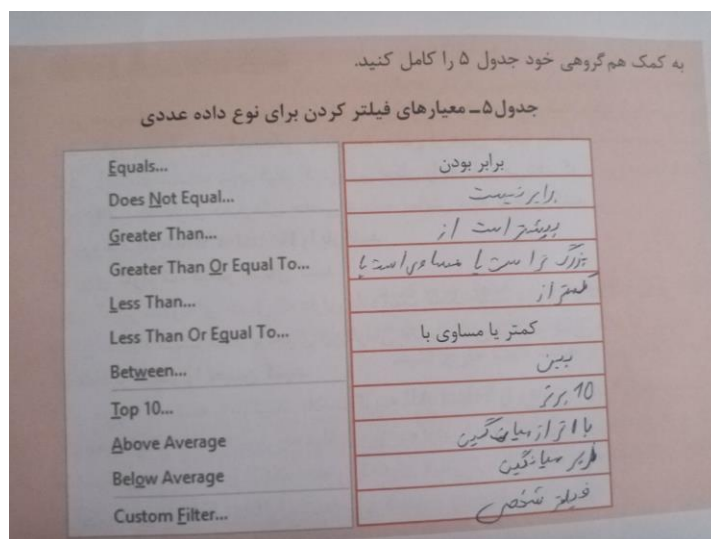 به کمک هم‌گروهی خود جدول ۵ را کامل کنید.
جدول۵ــ معیارهای فیلتر کردن برای نوع داده عددی
Equals... برابر بودن
Does Not Equal... برابر نیست
Greater Than... بیشتر است از
Greater Than Or Equal To... بزرگ تر است یا مساوی است با
Less Than... کمتر از
Less Than Or Equal To... کمتر یا مساوی با
Between... بین
Top 10... 10 برتر
Above Average بالاتر از میانگین
Below Average زیر میانگین
Custom Filter... فیلتر شخصی